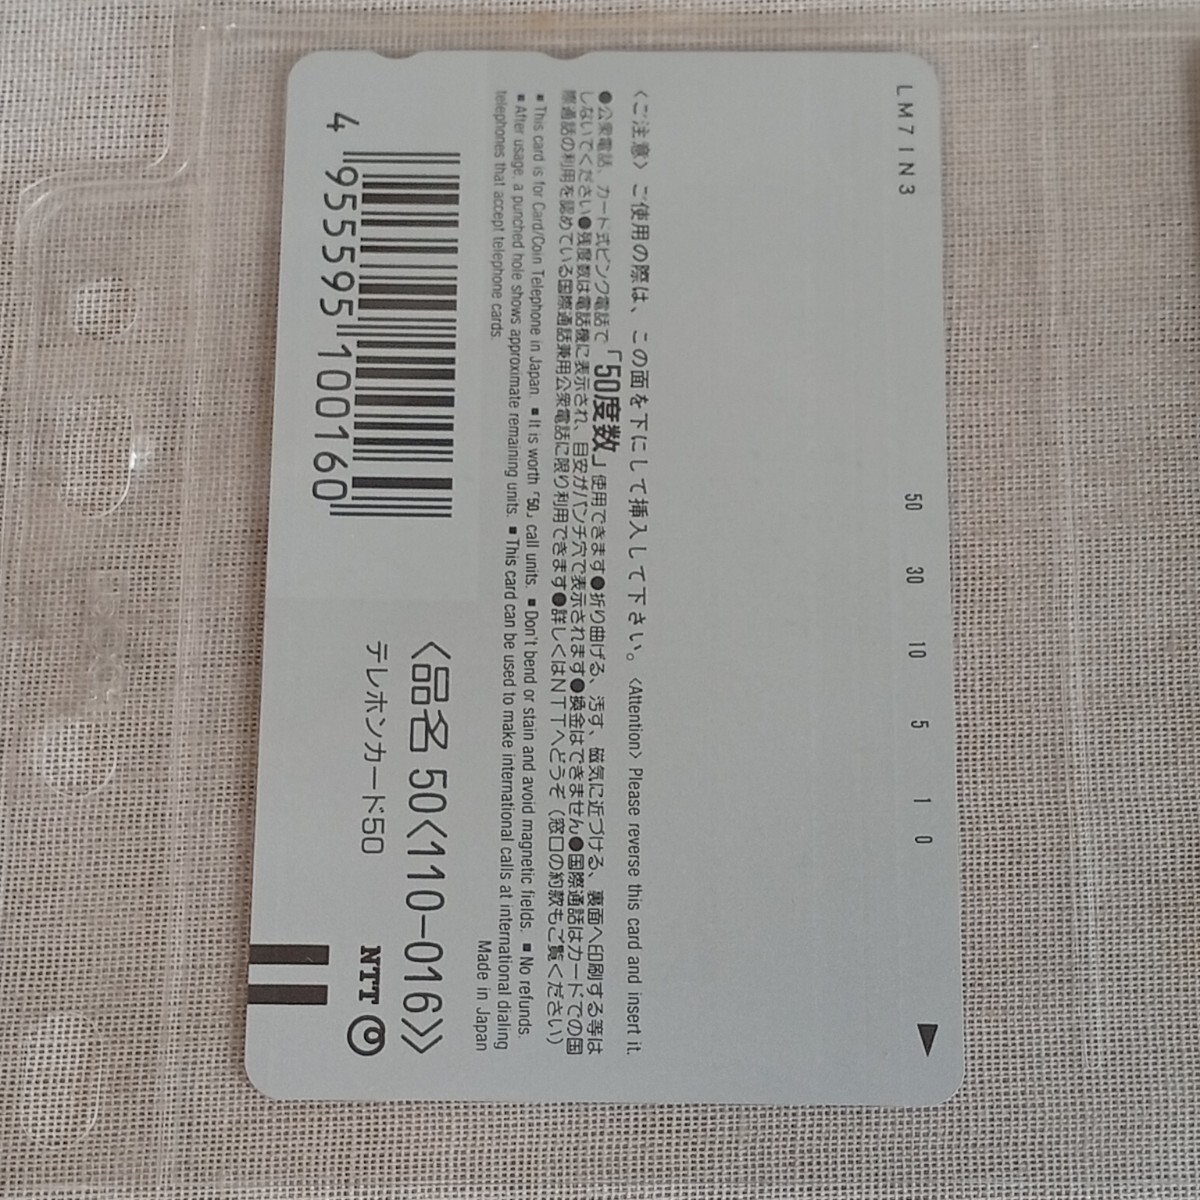 LM71N3
50 30 10 5 1 0
〈ご注意〉ご使用の際は、この面を下にして挿入して下さい。〈Attention〉Please reverse this card and insert it.
●公衆電話、カード式ピンク電話で「50度数」使用できます●折り曲げる、汚す、磁気に近づける、裏面へ印刷する等は
しないでください●残度数は電話機に表示され、目安がパンチ穴で表示されます●換金はできません●国際通話はカードでの国
際通話の利用を認めている国際通話兼用公衆電話に限り利用できます●詳しくはNTTへどうぞ(窓口の約款もご覧ください)
■ This card is for Card/Coin Telephone in Japan. ■ It is worth「50」call units. ■ Don't bend or stain and avoid magnetic fields. ■ No refunds.
■ After usage, a punched hole shows approximate remaining units. ■ This card can be used to make international calls at international dialing
telephones that accept telephone cards.
Made in Japan
4 955595 100160
〈品名 50〈110-016〉〉
テレホンカード50
NTT